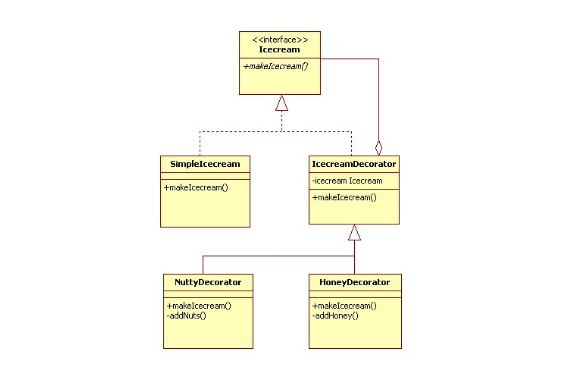 <<interface>>
Icecream
+makeIcecream()
SimpleIcecream
+makeIcecream()
IcecreamDecorator
-icecream Icecream
+makeIcecream()
NuttyDecorator
+makeIcecream()
-addNuts()
HoneyDecorator
+makeIcecream()
-addHoney()